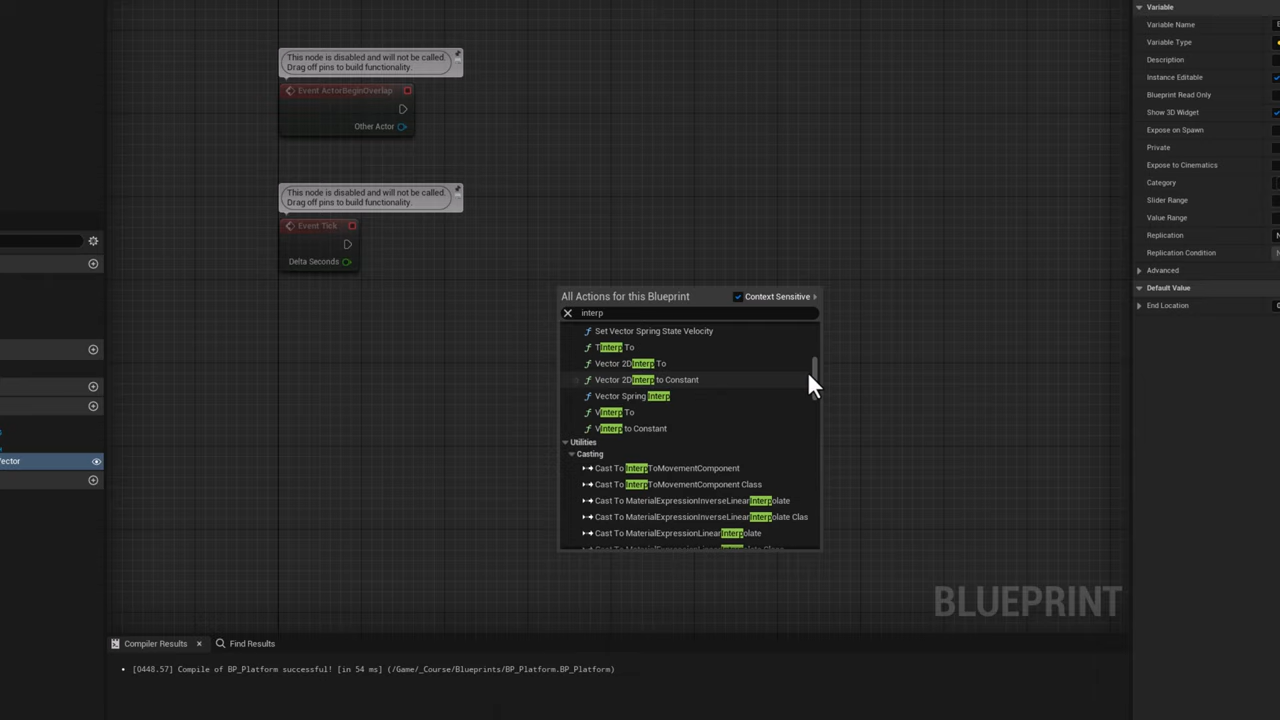 This node is disabled and will not be called.
Drag off pins to build functionality.
Event ActorBeginOverlap
Other Actor
This node is disabled and will not be called.
Drag off pins to build functionality.
Event Tick
Delta Seconds
Vector
All Actions for this Blueprint
Context Sensitive
interp
Set Vector Spring State Velocity
TInterp To
Vector 2DInterp To
Vector 2DInterp to Constant
Vector Spring Interp
VInterp To
VInterp to Constant
Utilities
Casting
Cast To InterpToMovementComponent
Cast To InterpToMovementComponent Class
Cast To MaterialExpressionInverseLinearInterpolate
Cast To MaterialExpressionInverseLinearInterpolate Clas
Cast To MaterialExpressionLinearInterpolate
Cast To MaterialExpressionLinearInterpolate Class
BLUEPRINT
Compiler Results
Find Results
[0448.57] Compile of BP_Platform successful! [in 54 ms] (/Game/_Course/Blueprints/BP_Platform.BP_Platform)
Variable
Variable Name
Variable Type
Description
Instance Editable
Blueprint Read Only
Show 3D Widget
Expose on Spawn
Private
Expose to Cinematics
Category
Slider Range
Value Range
Replication
Replication Condition
Advanced
Default Value
End Location